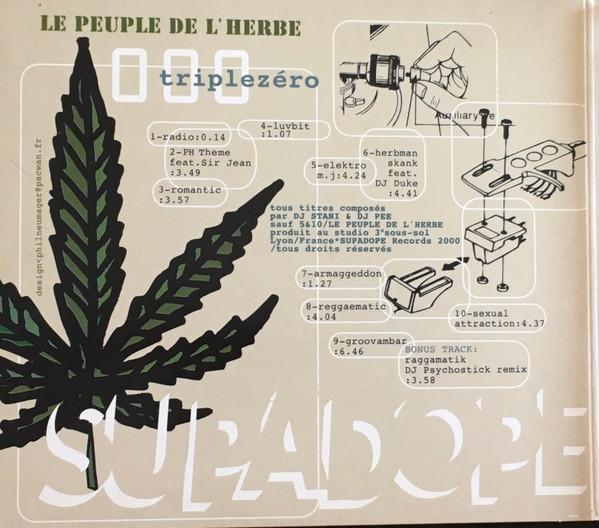 LE PEUPLE DE L'HERBE
000
triplezéro
Auxiliary
1-radio:0.14
4-luvbit
:1.07
2-PH Theme
feat.Sir Jean
:3.49
3-romantic
:3.57
5-elektro
m.j:4.24
6-herbman
skank
feat.
DJ Duke
:4.41
design<philneumager@pacwan.fr
tous titres composés
par DJ STANI & DJ PEE
sauf 5&10/LE PEUPLE DE L'HERBE
produit au studio 3°sous-sol
Lyon/France*SUPADOPE Records 2000
/tous droits réservés
7-armaggeddon
:1.27
8-reggaematic
:4.04
9-groovambar
:6.46
10-sexual
attraction:4.37
BONUS TRACK:
raggamatik
DJ Psychostick remix
:3.58
SUPADOPE